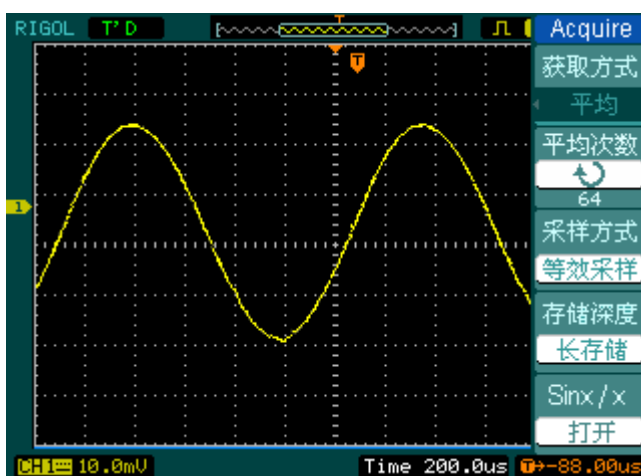 RIGOL T'D T Acquire
T
获取方式
平均
平均次数
64
1
采样方式
等效采样
存储深度
长存储
Sinx/x
打开
CH1 10.0mV Time 200.0us T→-88.00us